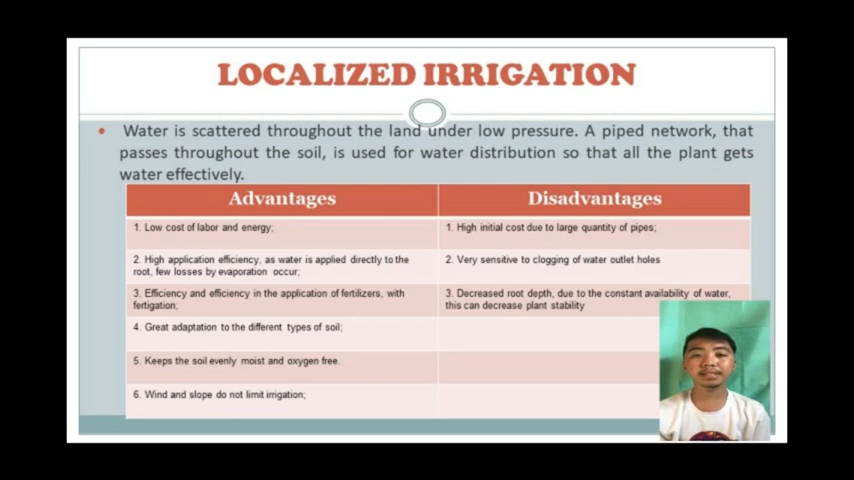 LOCALIZED IRRIGATION
• Water is scattered throughout the land under low pressure. A piped network, that
passes throughout the soil, is used for water distribution so that all the plant gets
water effectively.
Advantages
Disadvantages
1. Low cost of labor and energy;
1. High initial cost due to large quantity of pipes;
2. High application efficiency, as water is applied directly to the
root, few losses by evaporation occur;
2. Very sensitive to clogging of water outlet holes
3. Efficiency and efficiency in the application of fertilizers, with
fertigation;
3. Decreased root depth, due to the constant availability of water,
this can decrease plant stability
4. Great adaptation to the different types of soil;
5. Keeps the soil evenly moist and oxygen free.
6. Wind and slope do not limit irrigation;